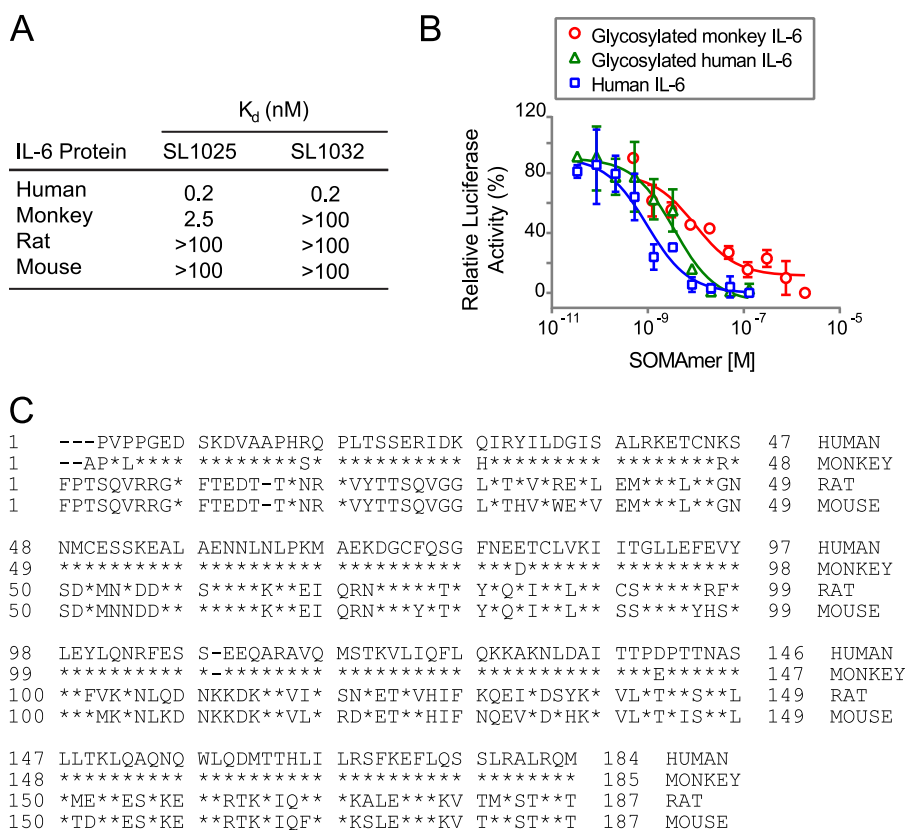 A
K_d (nM)
IL-6 Protein SL1025 SL1032
Human 0.2 0.2
Monkey 2.5 >100
Rat >100 >100
Mouse >100 >100
B
Glycosylated monkey IL-6
Glycosylated human IL-6
Human IL-6
Relative Luciferase Activity (%)
120
80
40
0
10^-11 10^-9 10^-7 10^-5
SOMAmer [M]
C
1 ---PVPPGED SKDVAAPHRQ PLTSSERIDK QIRYILDGIS ALRKETCNKS 47 HUMAN
1 --AP*L**** ********S* ********** H********* ********R* 48 MONKEY
1 FPTSQVRRG* FTEDT-T*NR *VYTTSQVGG L*T*V*RE*L EM***L**GN 49 RAT
1 FPTSQVRRG* FTEDT-T*NR *VYTTSQVGG L*THV*WE*V EM***L**GN 49 MOUSE
48 NMCESSKEAL AENNLNLPKM AEKDGCFQSG FNEETCLVKI ITGLLEFEVY 97 HUMAN
49 ********** ********** ********** ****D***** ********** 98 MONKEY
50 SD*MN*DD** S****K**EI QRN****T* Y*Q*I**L** CS****RF* 99 RAT
50 SD*MNNDD** *****K**EI QRN****Y*T* Y*Q*I**L** SS****YHS* 99 MOUSE
98 LEYLQNRFES S-EEQARAVQ MSTKVLIQFL QKKAKNLDAI TTPDPTTNAS 146 HUMAN
99 ********** *-******** ********** ********** ****E***** 147 MONKEY
100 **FVK*NLQD NKKDK**VI* SN*ET*VHIF KQEI*DSYK* VL*T**S**L 149 RAT
100 ***MK*NLKD NKKDK**VL* RD*ET**HIF NQEV*D*HK* VL*T*IS**L 149 MOUSE
147 LLTKLQAQNQ WLQDMTTHLI LRSFKEFLQS SLRALRQM 184 HUMAN
148 ********** ********** ********** ******** 185 MONKEY
150 *ME**ES*KE **RTK*IQ** *KALE***KV TM*ST**T 187 RAT
150 *TD**ES*KE **RTK*IQF* *KSLE***KV TL*ST**T 187 MOUSE